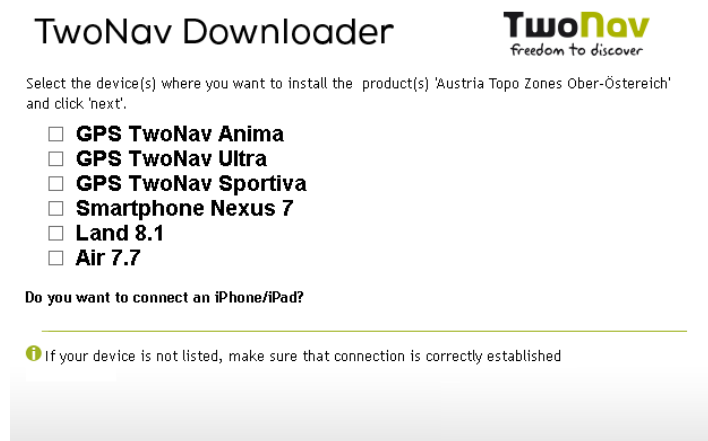 TwoNav Downloader
TwoNav
freedom to discover
Select the device(s) where you want to install the product(s) 'Austria Topo Zones Ober-Östereich'
and click 'next'.
GPS TwoNav Anima
GPS TwoNav Ultra
GPS TwoNav Sportiva
Smartphone Nexus 7
Land 8.1
Air 7.7
Do you want to connect an iPhone/iPad?
If your device is not listed, make sure that connection is correctly established